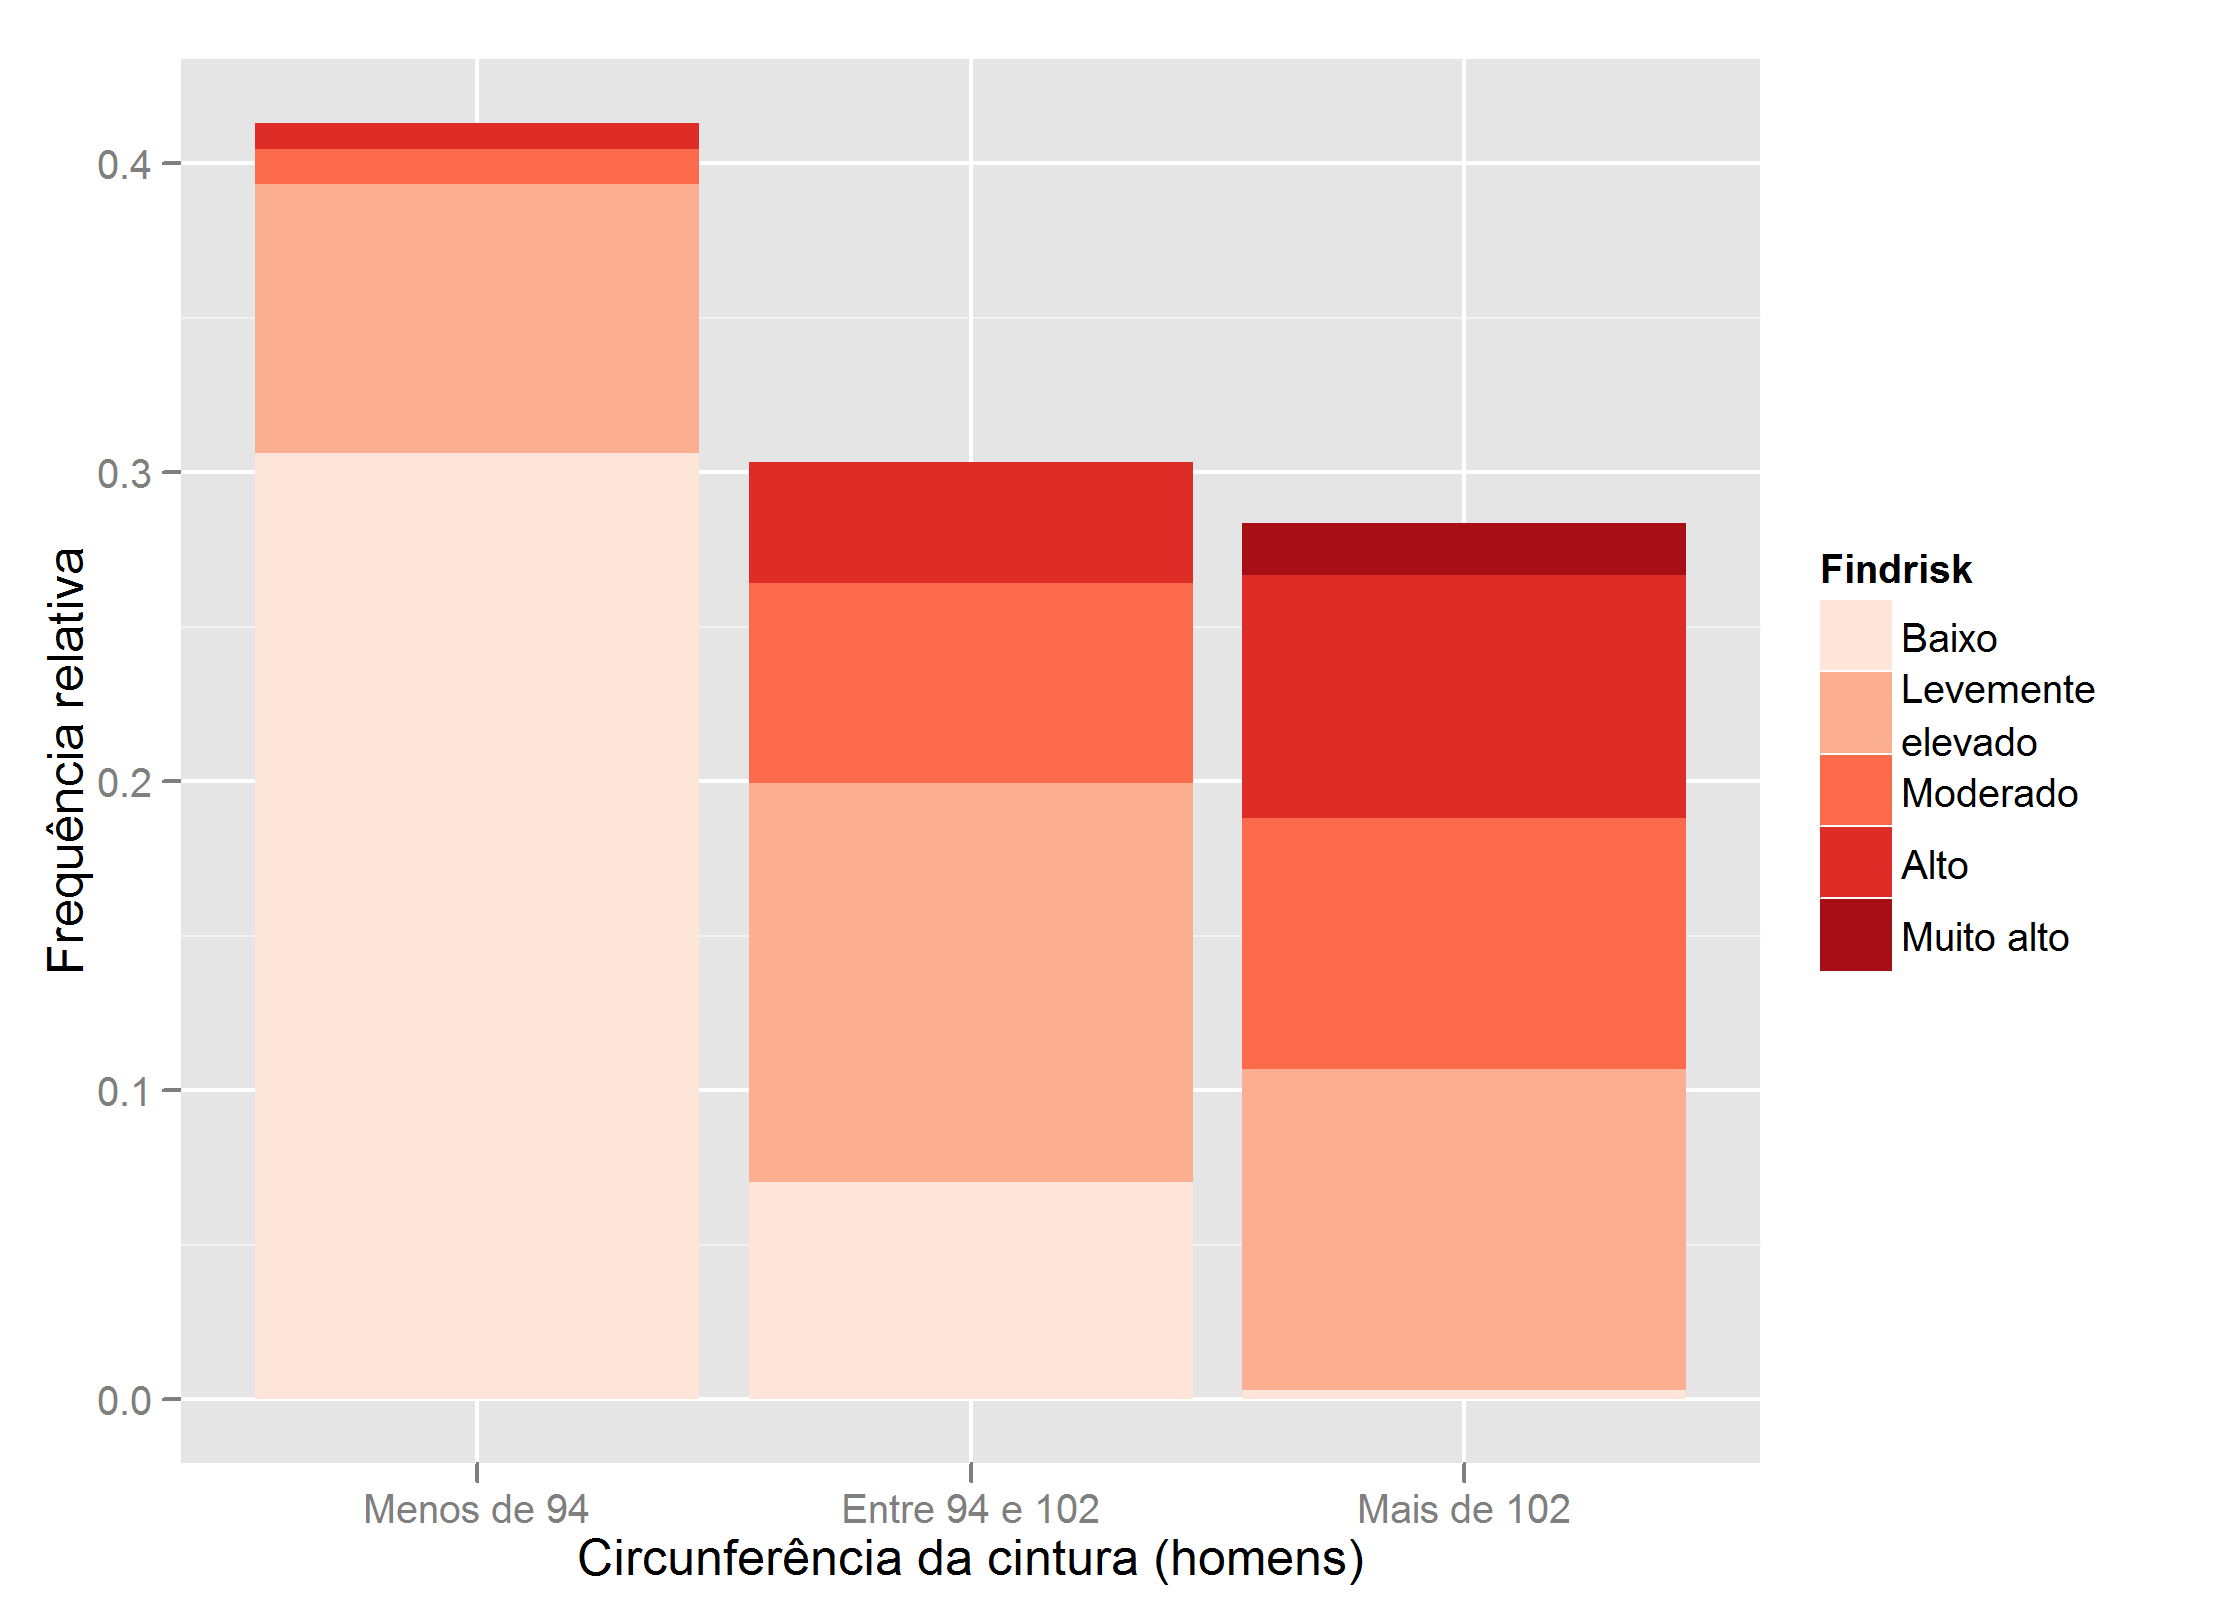 Frequência relativa
0.4
0.3
0.2
0.1
0.0
Menos de 94
Entre 94 e 102
Mais de 102
Circunferência da cintura (homens)
Findrisk
Baixo
Levemente
elevado
Moderado
Alto
Muito alto